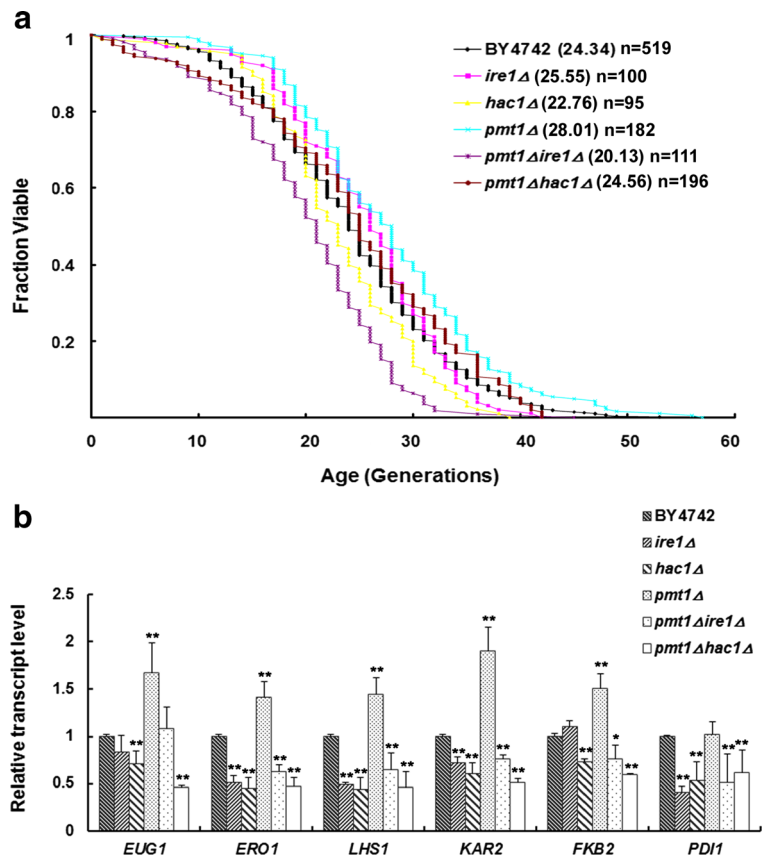 a
1
0.8
0.6
0.4
0.2
Fraction Viable
0
10
20
30
40
50
60
Age (Generations)
BY4742 (24.34) n=519
ire1Δ (25.55) n=100
hac1Δ (22.76) n=95
pmt1Δ (28.01) n=182
pmt1Δire1Δ (20.13) n=111
pmt1Δhac1Δ (24.56) n=196
b
BY4742
ire1Δ
hac1Δ
pmt1Δ
pmt1Δire1Δ
pmt1Δhac1Δ
Relative transcript level
2.5
2
1.5
1
0.5
0
** ** **
** ** ** ** **
** ** ** ** **
** ** ** ** **
** ** * **
** ** ** **
EUG1
ERO1
LHS1
KAR2
FKB2
PDI1